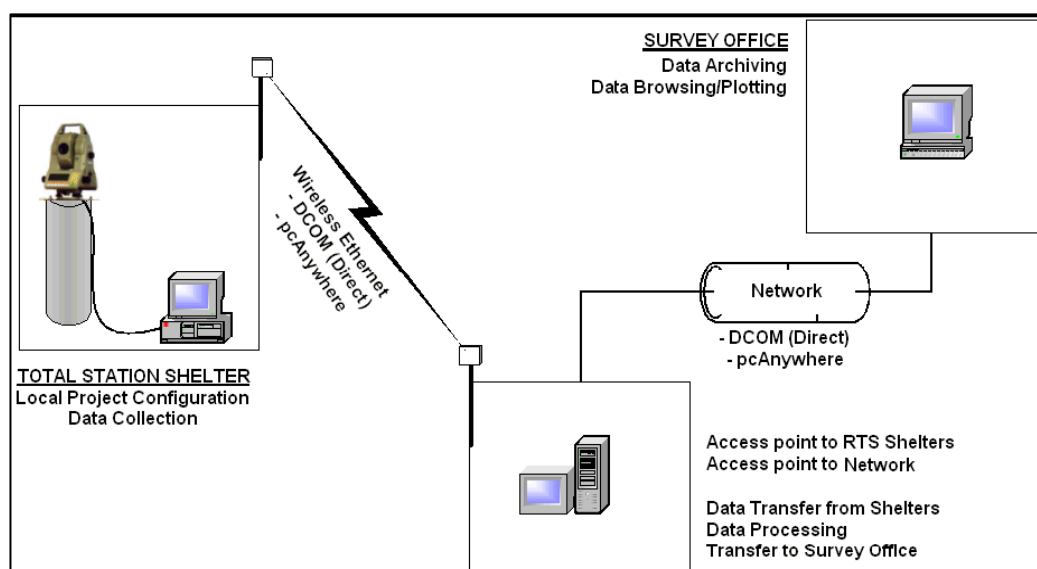 SURVEY OFFICE
Data Archiving
Data Browsing/Plotting
Wireless Ethernet
- DCOM (Direct)
- pcAnywhere
Network
- DCOM (Direct)
- pcAnywhere
TOTAL STATION SHELTER
Local Project Configuration
Data Collection
Access point to RTS Shelters
Access point to Network
Data Transfer from Shelters
Data Processing
Transfer to Survey Office